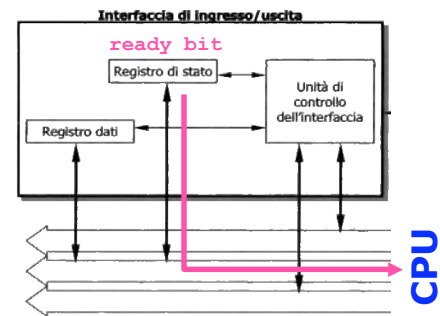 Interfaccia di ingresso/uscita
ready bit
Registro di stato
Unità di
controllo
dell'interfaccia
Registro dati
CPU